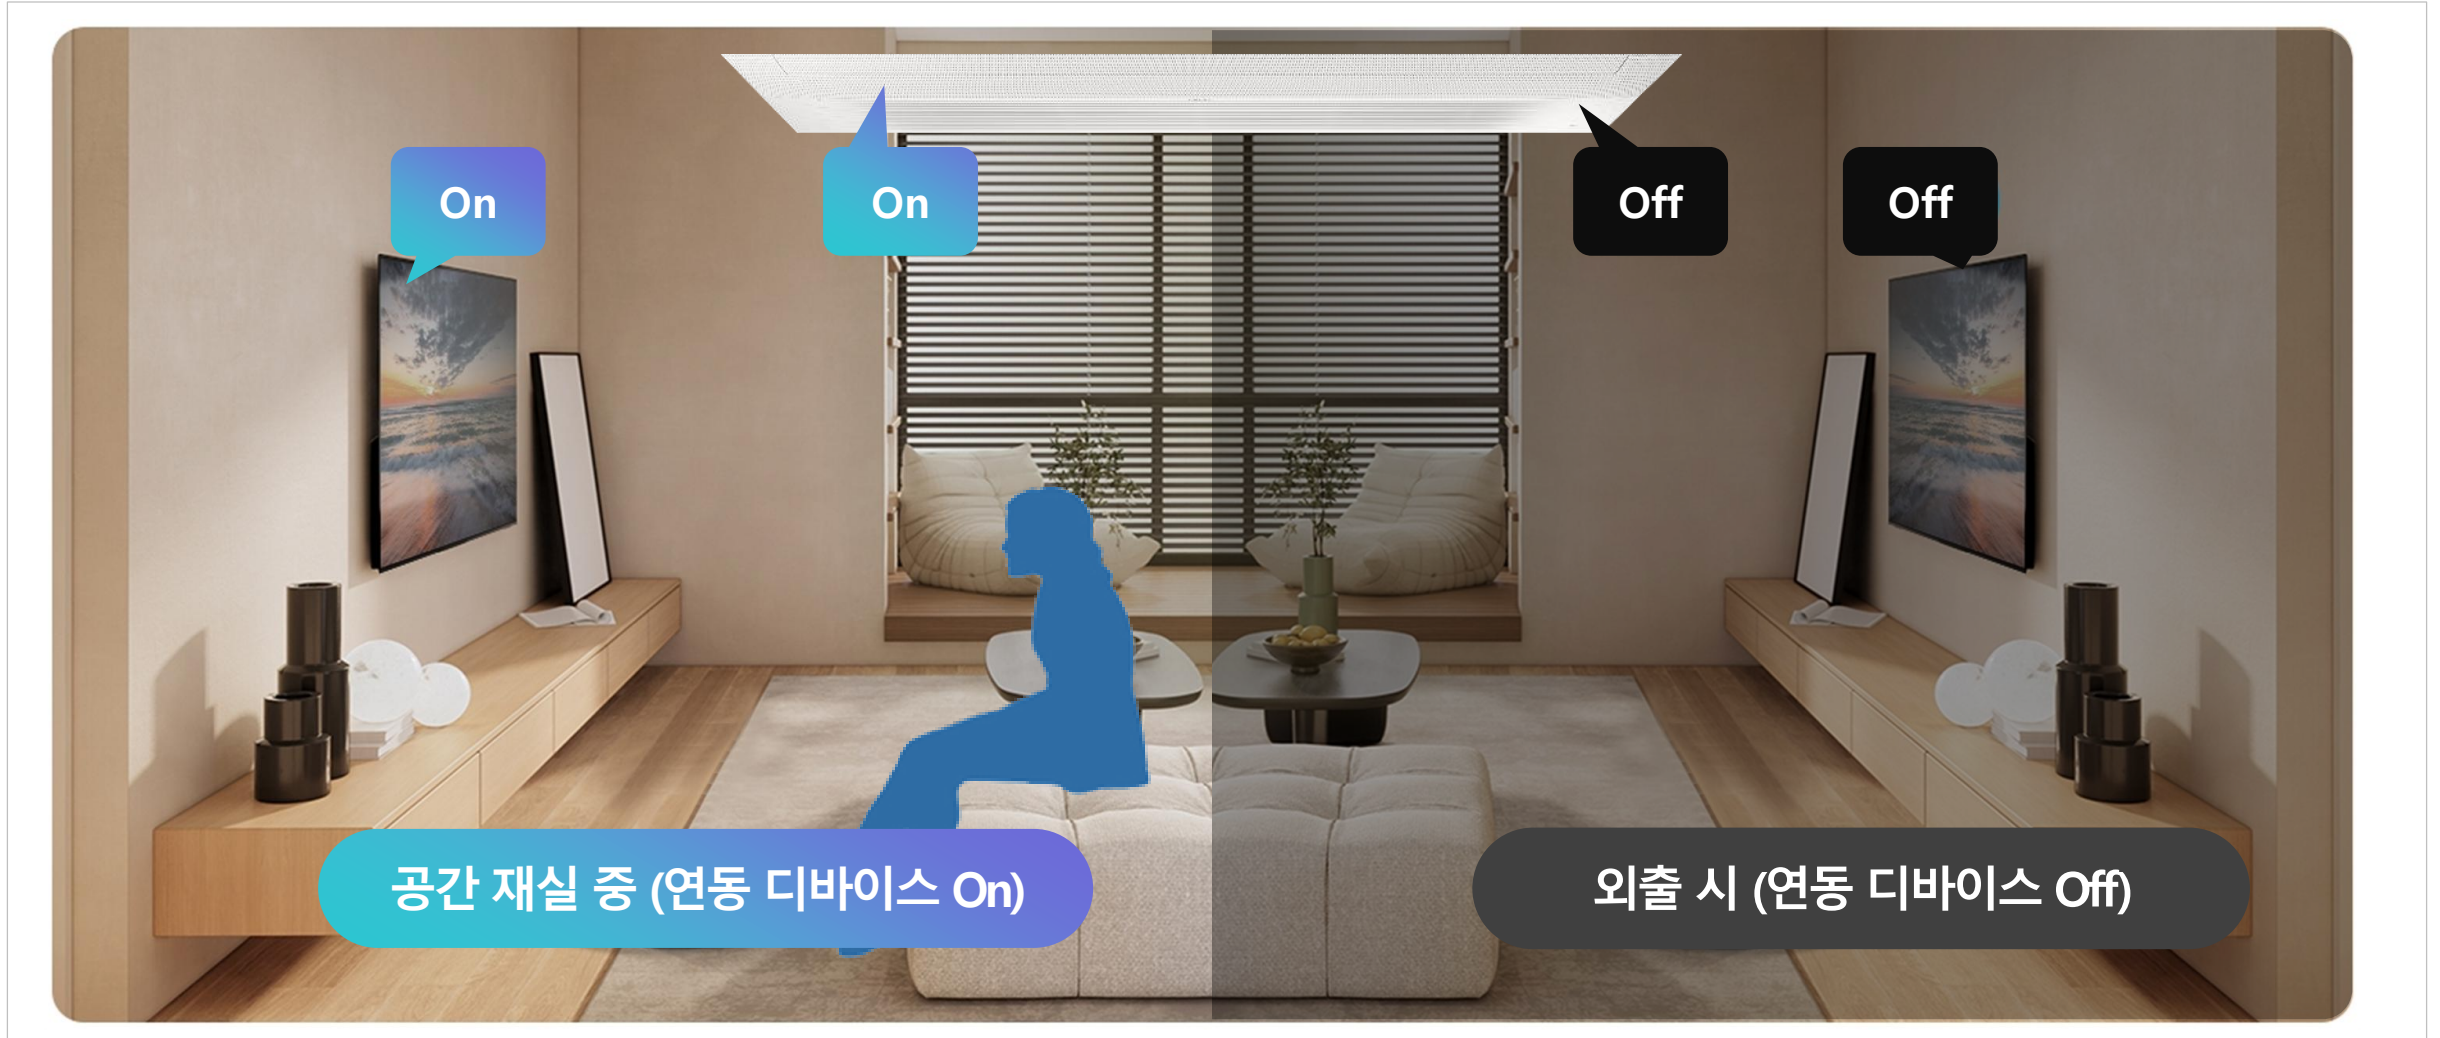 On
On
Off
Off
공간 재실 중 (연동 디바이스 On)
외출 시 (연동 디바이스 Off)